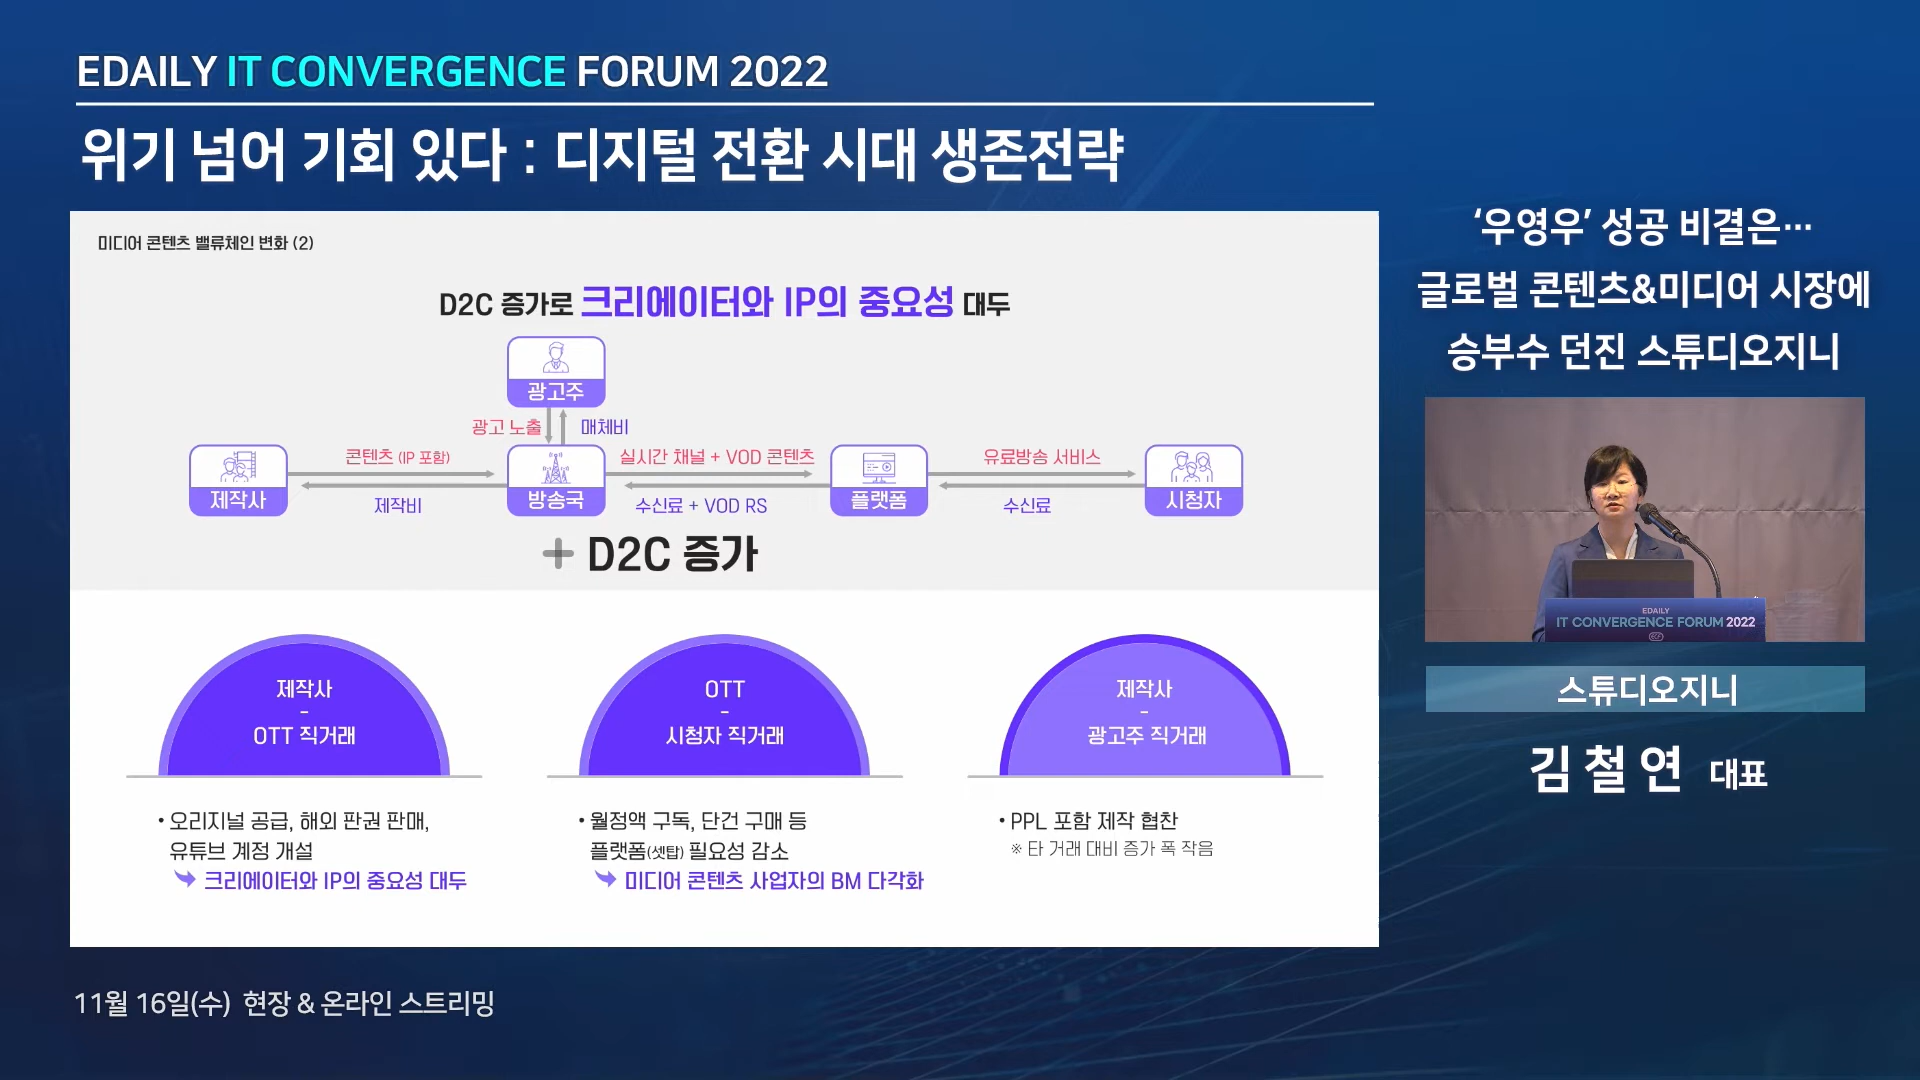 EDAILY IT CONVERGENCE FORUM 2022
위기 넘어 기회 있다 : 디지털 전환 시대 생존전략
미디어 콘텐츠 밸류체인 변화 (2)
D2C 증가로 크리에이터와 IP의 중요성 대두
광고주
광고 노출
매체비
제작사
콘텐츠 (IP 포함)
제작비
방송국
실시간 채널 + VOD 콘텐츠
수신료 + VOD RS
플랫폼
유료방송 서비스
수신료
시청자
+ D2C 증가
제작사
-
OTT 직거래
• 오리지널 공급, 해외 판권 판매,
유튜브 계정 개설
크리에이터와 IP의 중요성 대두
OTT
-
시청자 직거래
• 월정액 구독, 단건 구매 등
플랫폼(셋탑) 필요성 감소
미디어 콘텐츠 사업자의 BM 다각화
제작사
-
광고주 직거래
• PPL 포함 제작 협찬
※ 타 거래 대비 증가 폭 작음
‘우영우’ 성공 비결은…
글로벌 콘텐츠&미디어 시장에
승부수 던진 스튜디오지니
EDAILY
IT CONVERGENCE FORUM 2022
스튜디오지니
김철연 대표
11월 16일(수) 현장 & 온라인 스트리밍